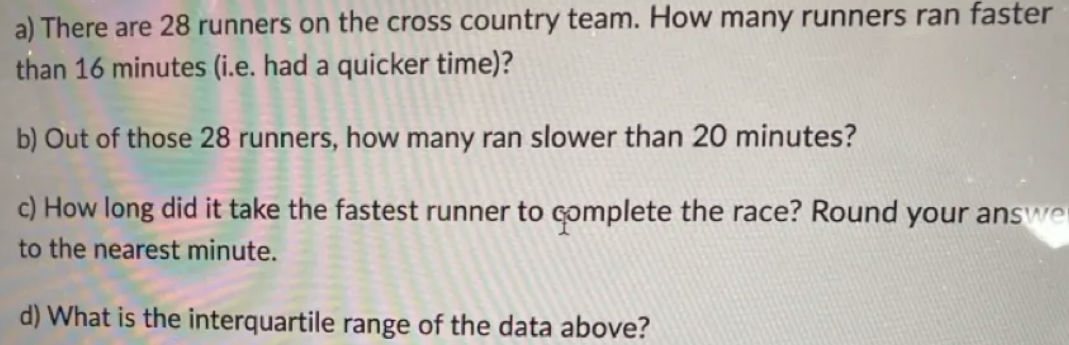 a) There are 28 runners on the cross country team. How many runners ran faster
than 16 minutes (i.e. had a quicker time)?
b) Out of those 28 runners, how many ran slower than 20 minutes?
c) How long did it take the fastest runner to complete the race? Round your answe
to the nearest minute.
d) What is the interquartile range of the data above?